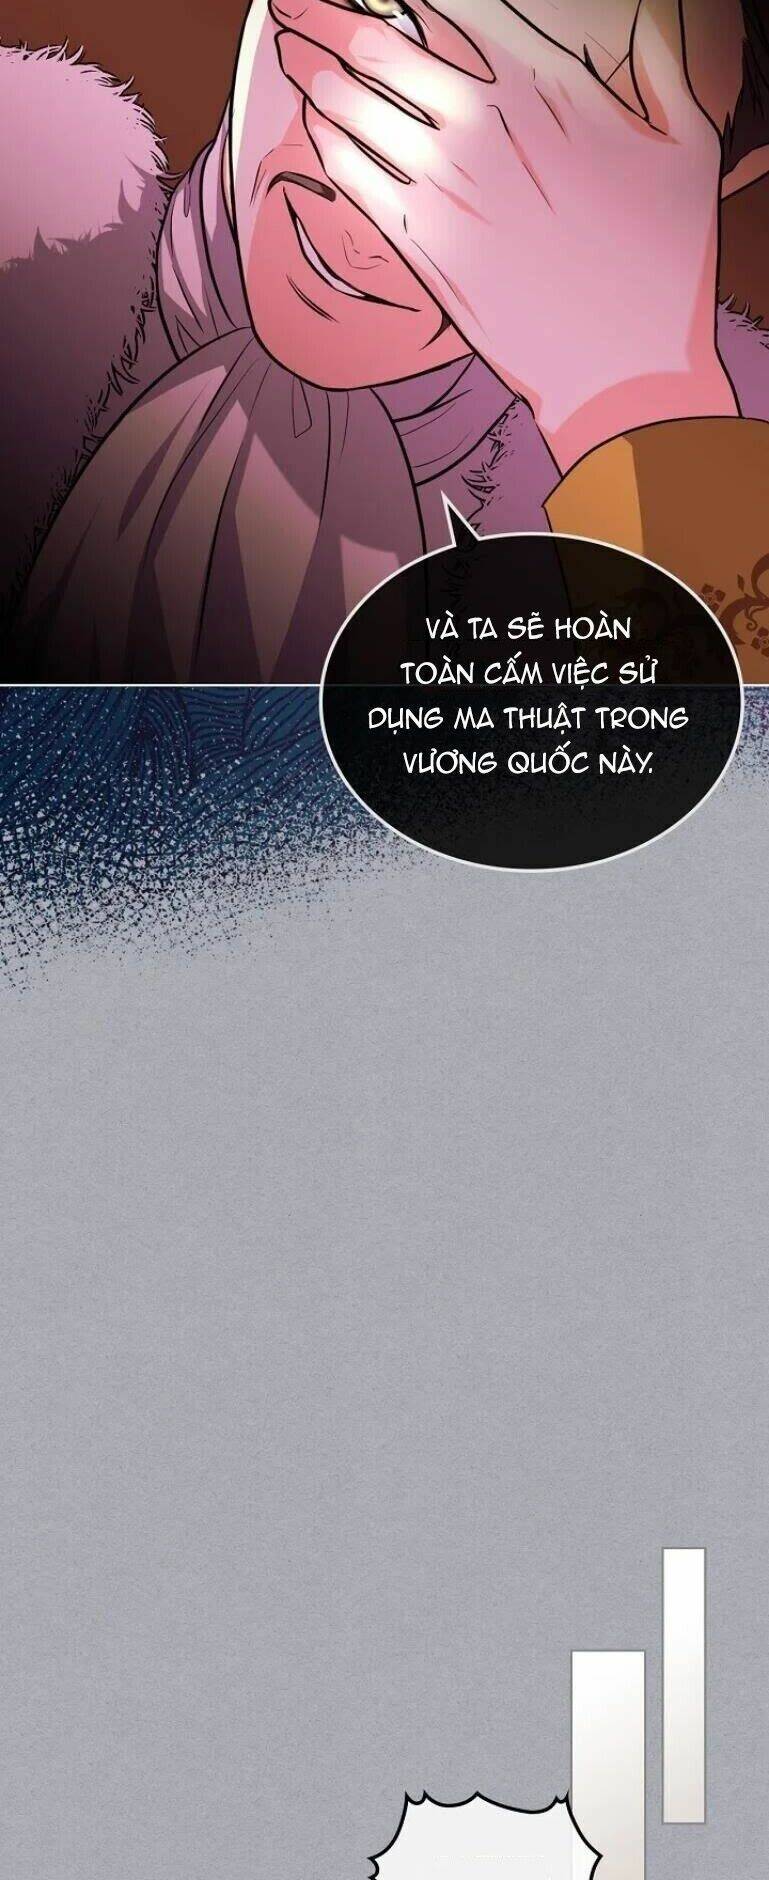 VÀ TA SẼ HOÀN
TOÀN CẤM VIỆC SỬ
DỤNG MA THUẬT TRONG
VƯƠNG QUỐC NÀY.